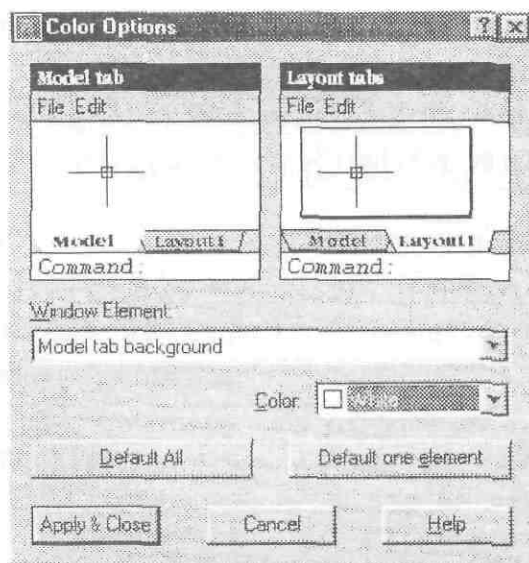 Color Options
Model tab
File Edit
Model Layout1
Command:
Layout tabs
File Edit
Model Layout1
Command:
Window Element:
Model tab background
Color:
Default All Default one element
Apply & Close Cancel Help